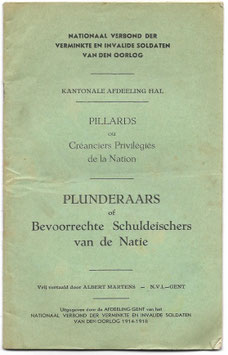 NATIONAAL VERBOND DER
VERMINKTE EN INVALIDE SOLDATEN
VAN DEN OORLOG
KANTONALE AFDEELING HAL
PILLARDS
ou
Créanciers Privilégiés
de la Nation
PLUNDERAARS
of
Bevoorrechte Schuldeischers
van de Natie
Vrij vertaald door ALBERT MARTENS — N.V.I.-GENT
Uitgegeven voor de AFDEELING-GENT van het
NATIONAAL VERBOND DER VERMINKTE EN INVALIDE SOLDATEN
VAN DEN OORLOG 1914-1918